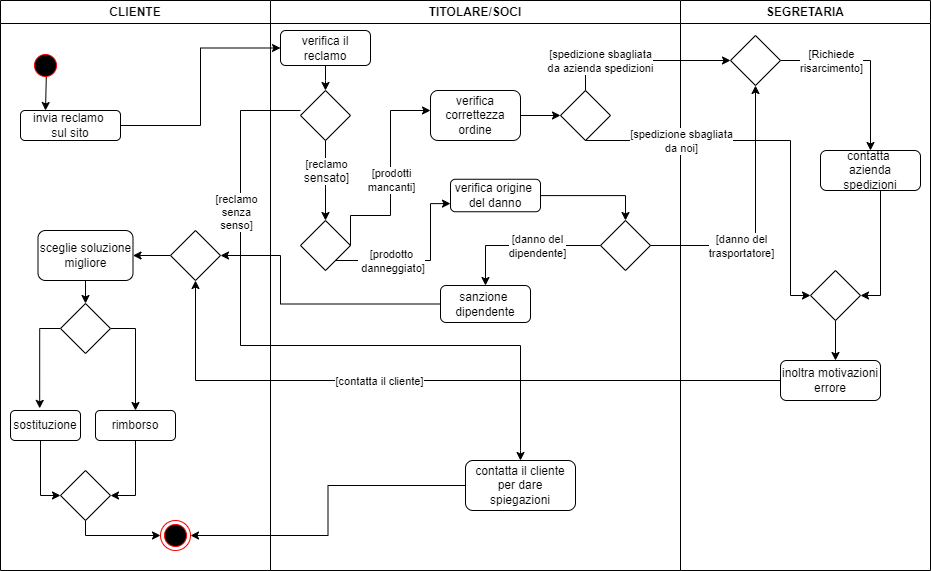 CLIENTE
TITOLARE/SOCI
SEGRETARIA
verifica il
reclamo
[spedizione sbagliata
da azienda spedizioni
[Richiede
risarcimento]
invia reclamo
sul sito
verifica
correttezza
ordine
[spedizione sbagliata
da noi]
contatta
azienda
spedizioni
[reclamo
sensato]
[prodotti
mancanti]
[reclamo
senza
senso]
verifica origine
del danno
sceglie soluzione
migliore
[prodotto
danneggiato]
[danno del
dipendente]
[danno del
trasportatore]
sanzione
dipendente
[contatta il cliente]
inoltra motivazioni
errore
sostituzione
rimborso
contatta il cliente
per dare
spiegazioni